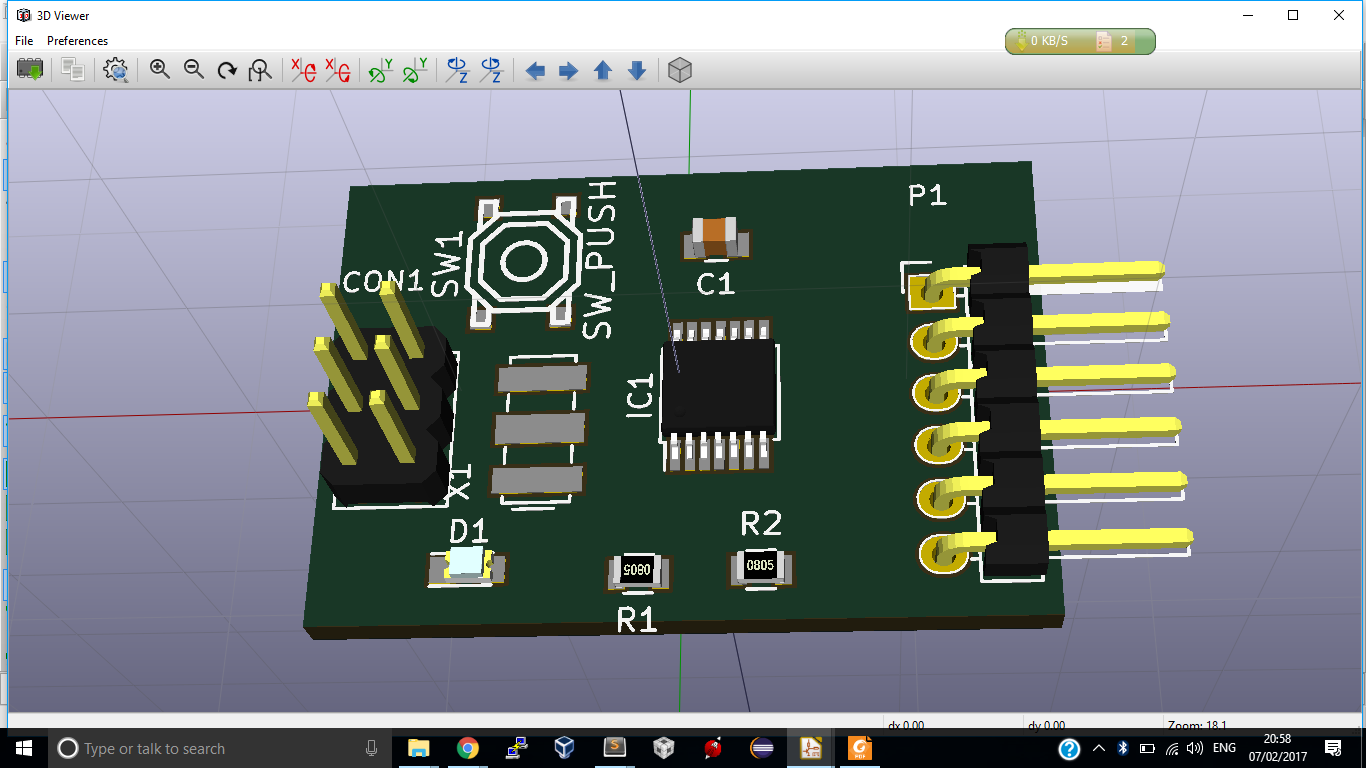 3D Viewer
File Preferences
0 KB/S 2
X X Y Y Z Z
P1
SW1
SW_PUSH
CON1
C1
IC1
X1
D1
R2
0805
0805
R1
dx 0.00 dy 0.00 Zoom: 18.1
Type or talk to search
S
PDF
ENG
20:58
07/02/2017